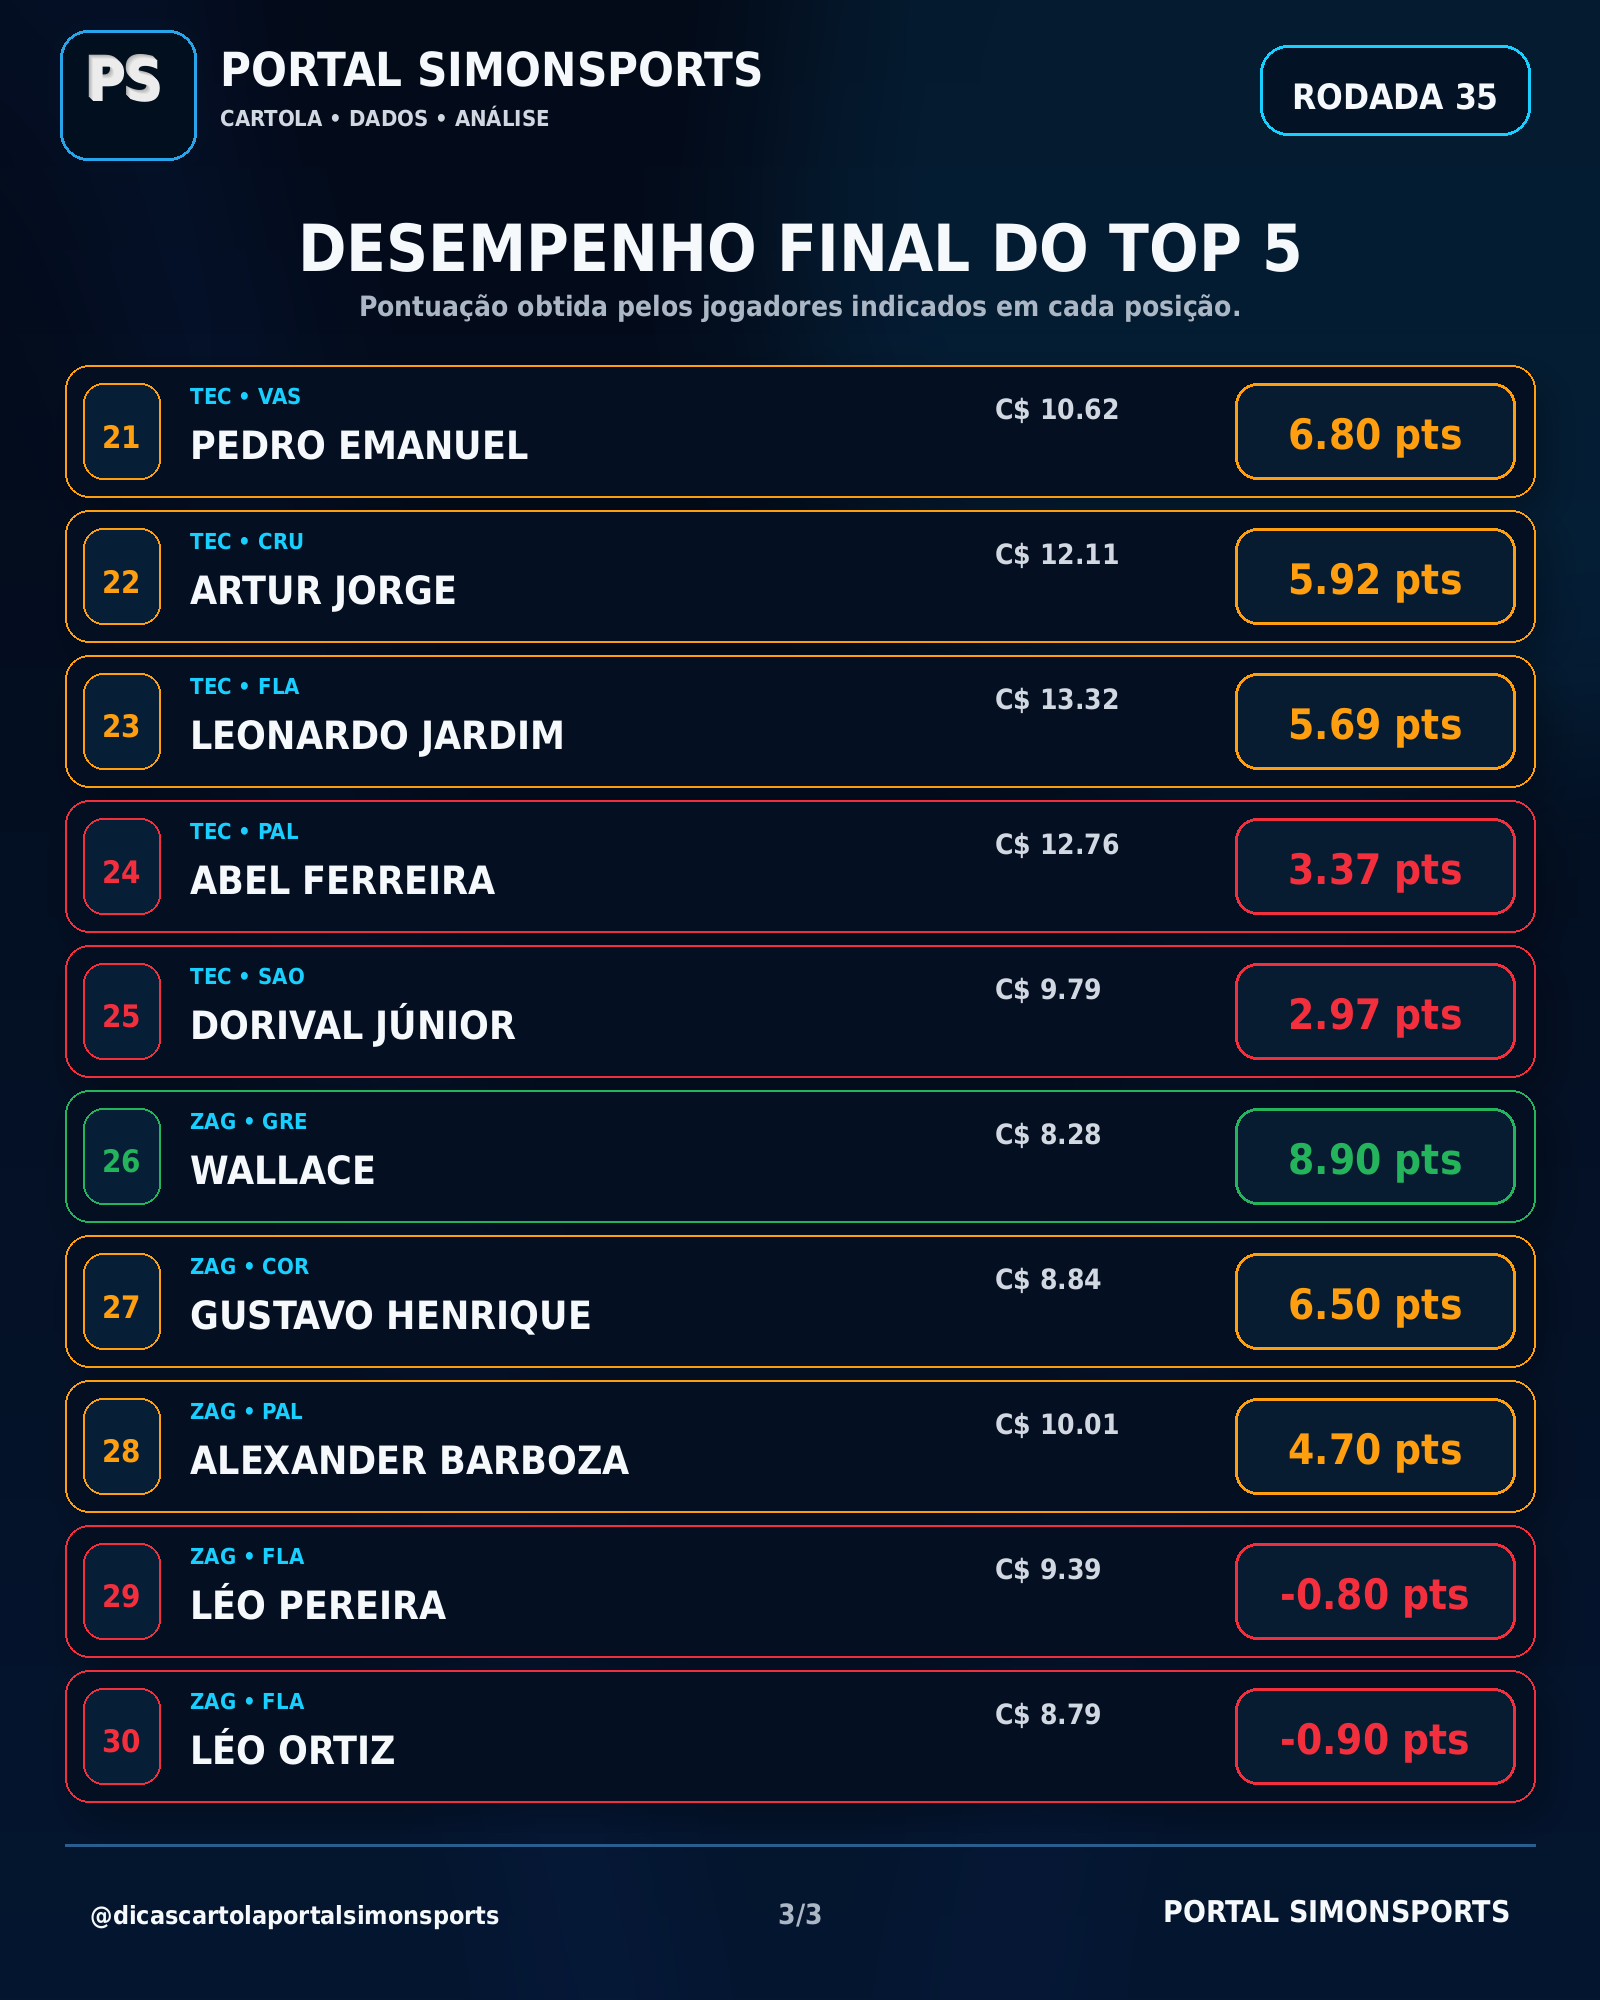 PS
PORTAL SIMONSPORTS
CARTOLA • DADOS • ANÁLISE
RODADA 35
DESEMPENHO FINAL DO TOP 5
Pontuação obtida pelos jogadores indicados em cada posição.
21
TEC • VAS
PEDRO EMANUEL
C$ 10.62
6.80 pts
22
TEC • CRU
ARTUR JORGE
C$ 12.11
5.92 pts
23
TEC • FLA
LEONARDO JARDIM
C$ 13.32
5.69 pts
24
TEC • PAL
ABEL FERREIRA
C$ 12.76
3.37 pts
25
TEC • SAO
DORIVAL JÚNIOR
C$ 9.79
2.97 pts
26
ZAG • GRE
WALLACE
C$ 8.28
8.90 pts
27
ZAG • COR
GUSTAVO HENRIQUE
C$ 8.84
6.50 pts
28
ZAG • PAL
ALEXANDER BARBOZA
C$ 10.01
4.70 pts
29
ZAG • FLA
LÉO PEREIRA
C$ 9.39
-0.80 pts
30
ZAG • FLA
LÉO ORTIZ
C$ 8.79
-0.90 pts
@dicascartolaportalsimonsports
3/3
PORTAL SIMONSPORTS